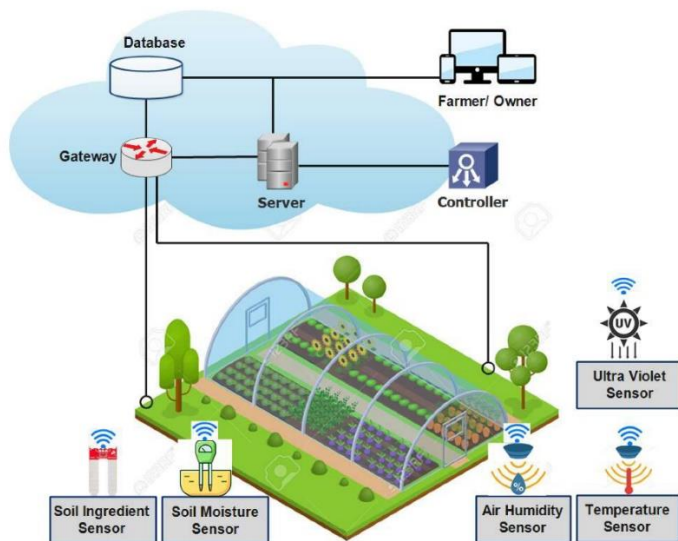 Database
Farmer/ Owner
Gateway
Server
Controller
UV
Ultra Violet
Sensor
%
Soil Ingredient
Sensor
Soil Moisture
Sensor
Air Humidity
Sensor
Temperature
Sensor